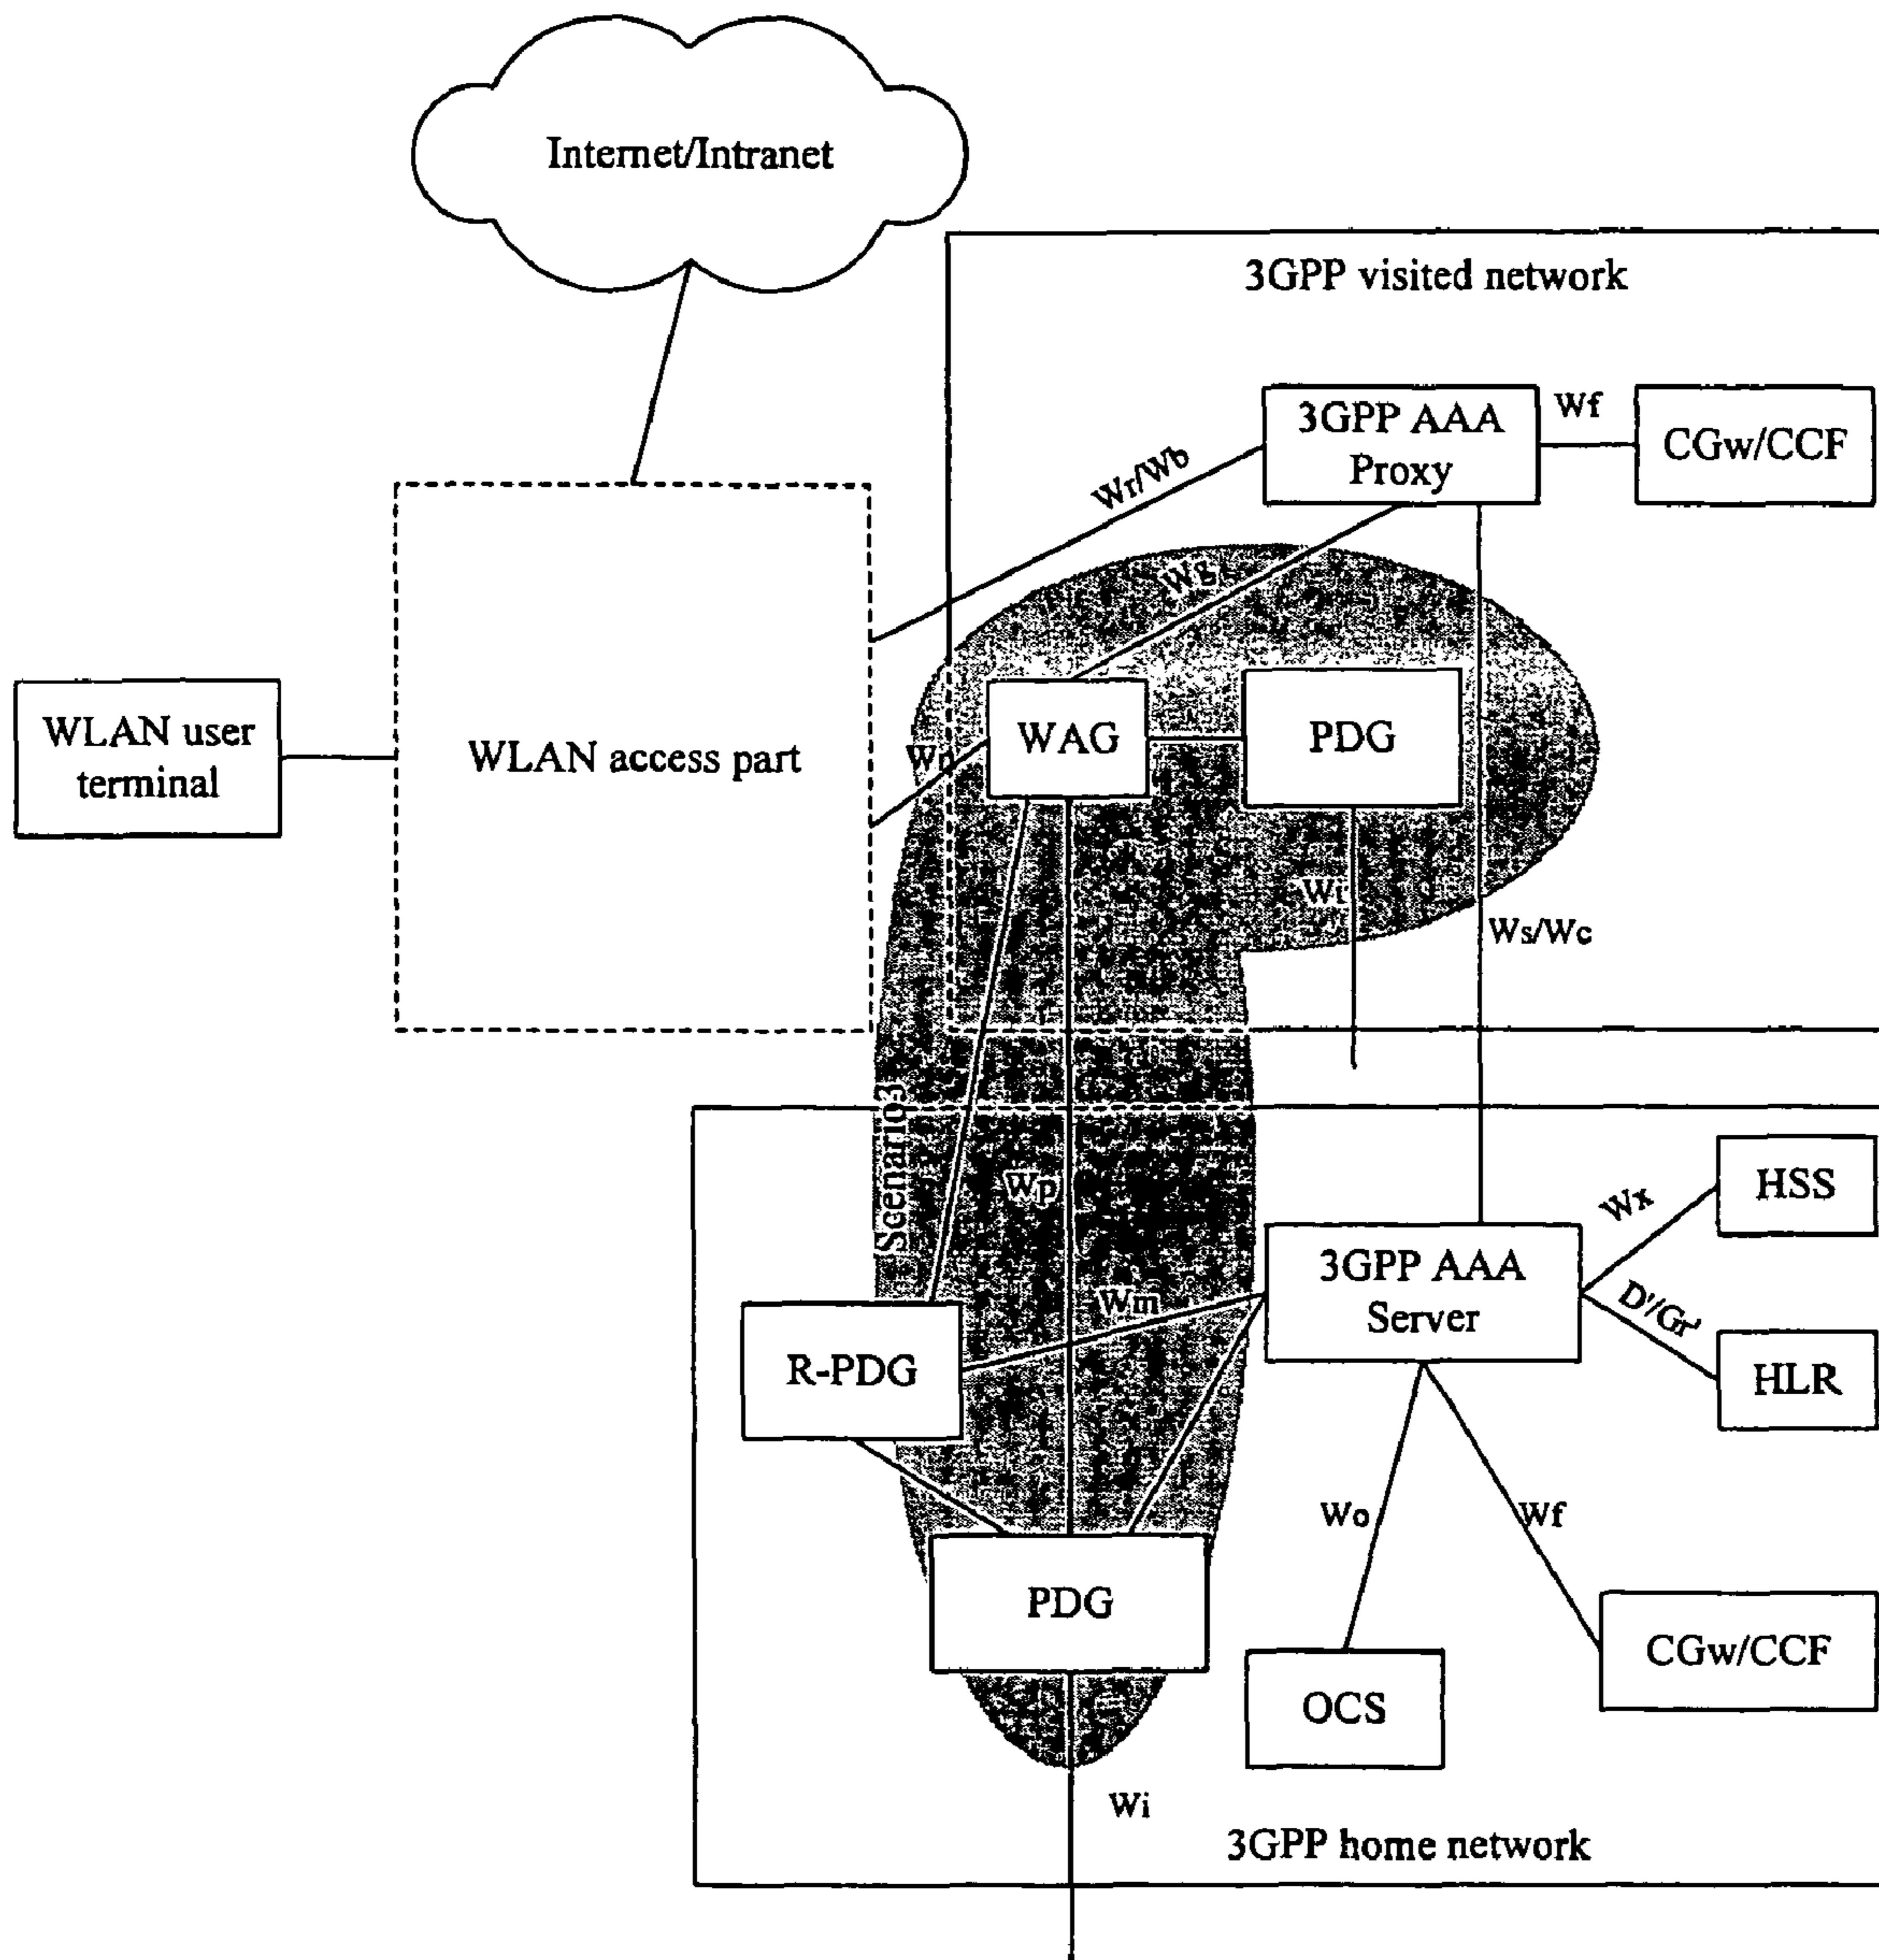 Internet/Intranet
3GPP visited network
3GPP AAA
Proxy
Wf
CGw/CCF
Wr/Wb
Wg
WLAN user
terminal
WLAN access part
Wn
WAG
PDG
Wi
Ws/Wc
Scenario3
Wp
Wx
HSS
3GPP AAA
Server
D'/Gr'
HLR
Wm
R-PDG
Wo
Wf
PDG
OCS
CGw/CCF
Wi
3GPP home network